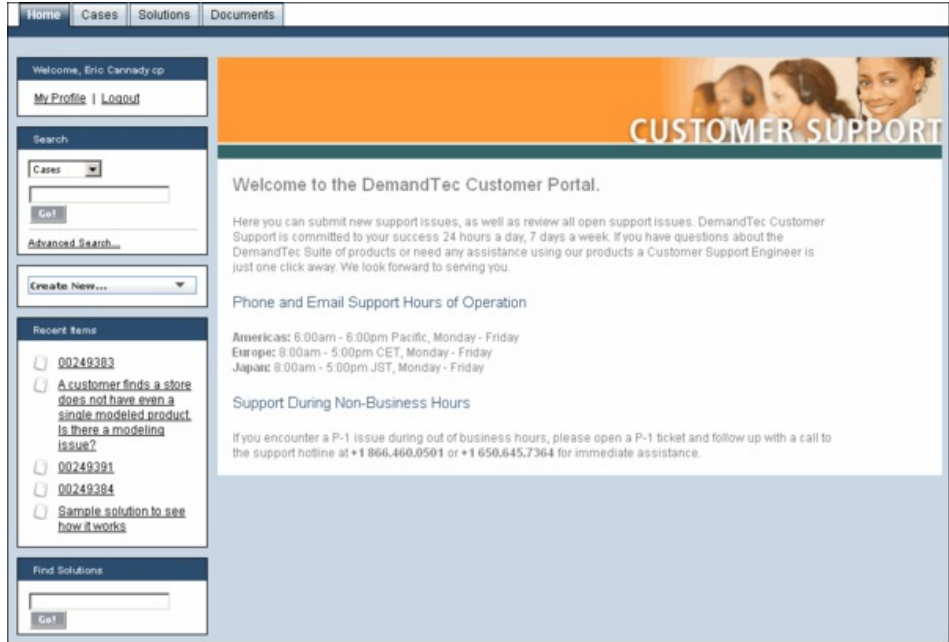 Home Cases Solutions Documents
Welcome, Eric Cannady cp
My Profile | Logout
Search
Cases
Go!
Advanced Search...
Create New...
Recent Items
00249383
A customer finds a store
does not have even a
single modeled product.
Is there a modeling
issue?
00249391
00249384
Sample solution to see
how it works
Find Solutions
Go!
CUSTOMER SUPPORT
Welcome to the DemandTec Customer Portal.
Here you can submit new support issues, as well as review all open support issues. DemandTec Customer
Support is committed to your success 24 hours a day, 7 days a week. If you have questions about the
DemandTec Suite of products or need any assistance using our products a Customer Support Engineer is
just one click away. We look forward to serving you.
Phone and Email Support Hours of Operation
Americas: 6:00am - 6:00pm Pacific, Monday - Friday
Europe: 8:00am - 5:00pm CET, Monday - Friday
Japan: 8:00am - 5:00pm JST, Monday - Friday
Support During Non-Business Hours
If you encounter a P-1 issue during out of business hours, please open a P-1 ticket and follow up with a call to
the support hotline at +1 866.460.0501 or +1 650.645.7364 for immediate assistance.